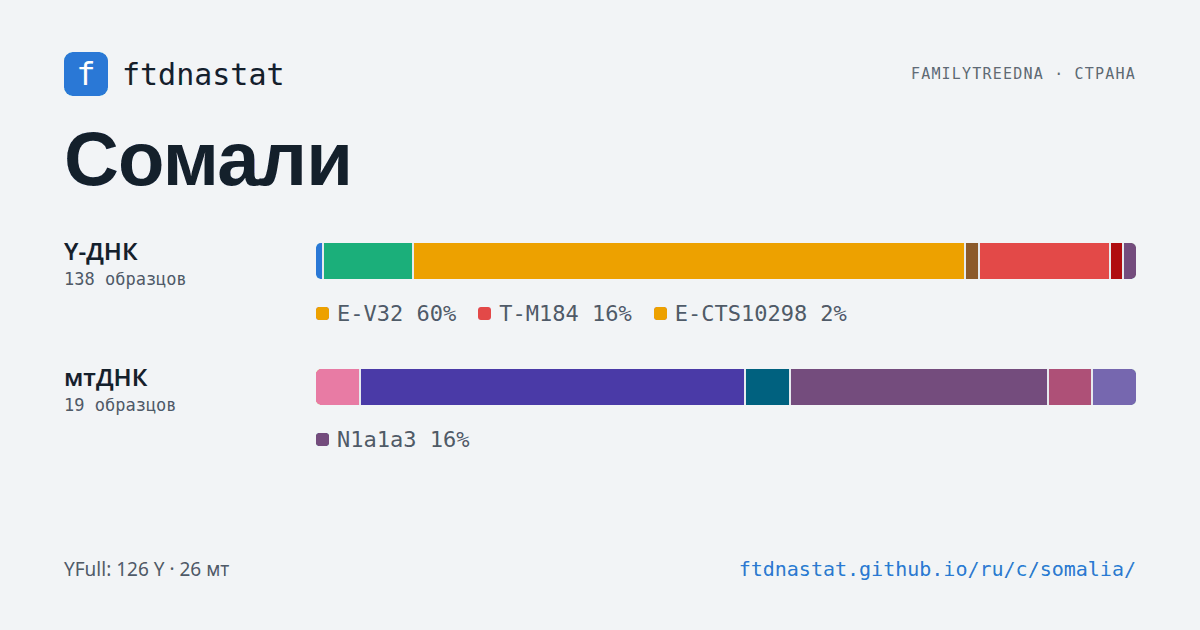 f ftdnastat
FAMILYTREEDNA · СТРАНА
Сомали
Y-ДНК
138 образцов
E-V32 60% T-M184 16% E-CTS10298 2%
мтДНК
19 образцов
N1a1a3 16%
YFull: 126 Y · 26 мт
ftdnastat.github.io/ru/c/somalia/